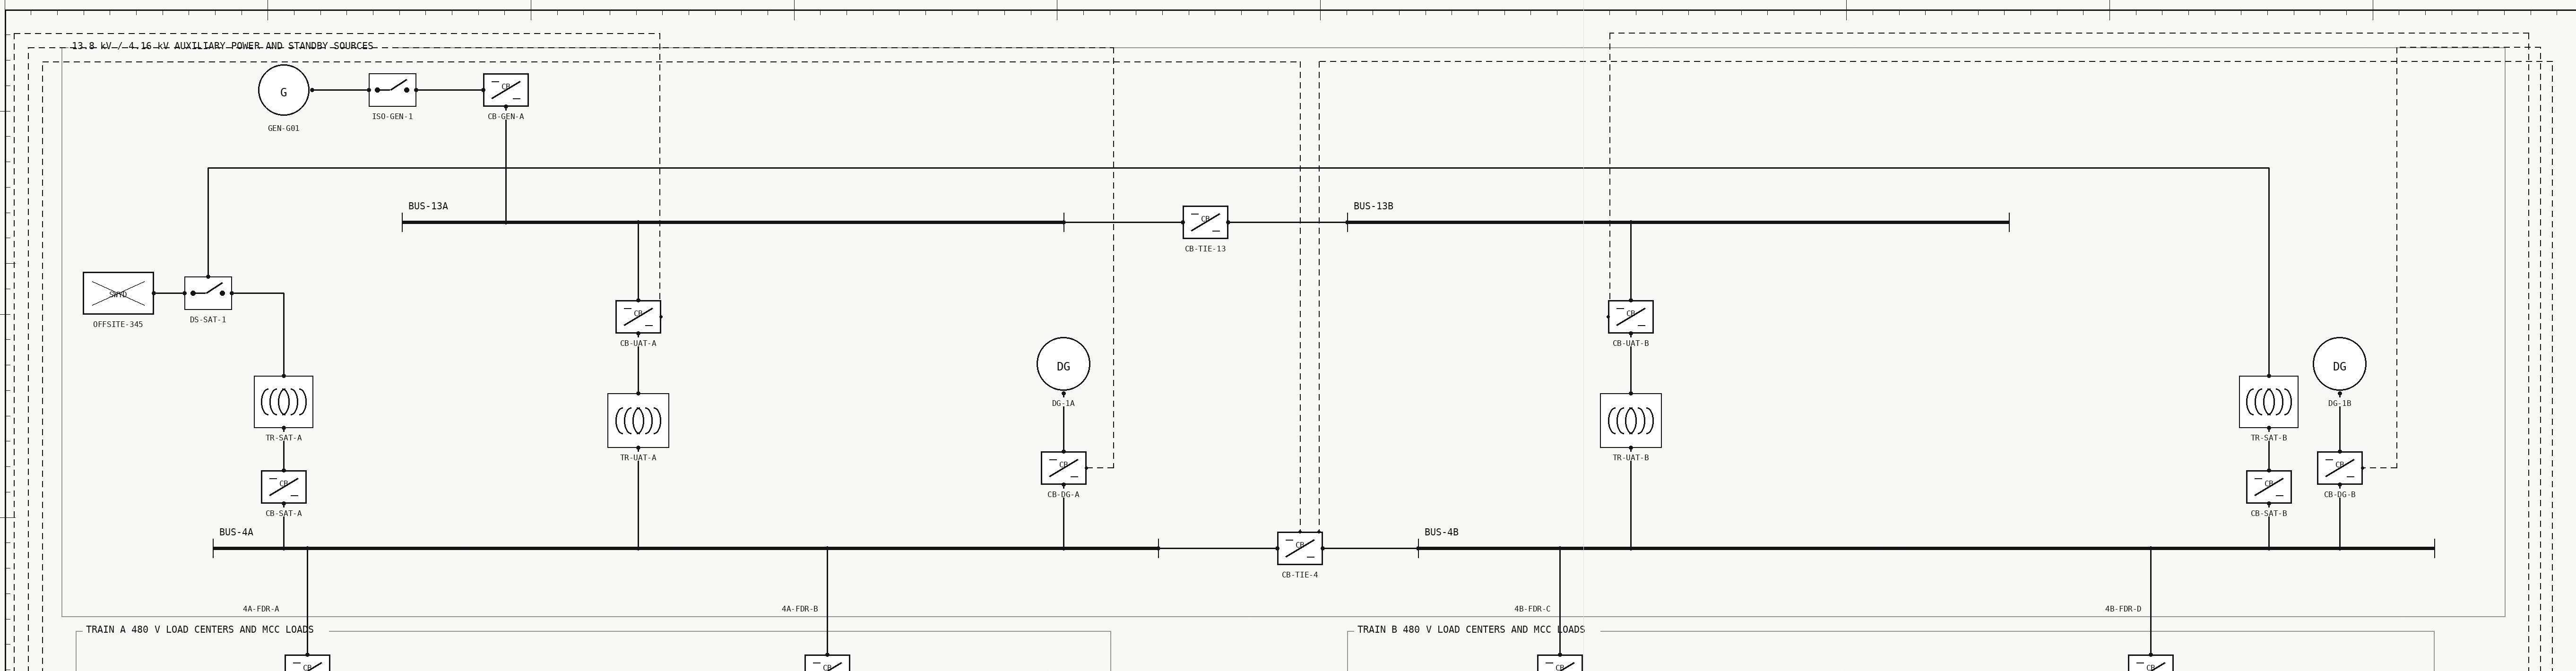 13.8 kV / 4.16 kV AUXILIARY POWER AND STANDBY SOURCES
G
CB
GEN-G01
ISO-GEN-1
CB-GEN-A
BUS-13A
CB
BUS-13B
CB-TIE-13
SWYD
OFFSITE-345
DS-SAT-1
CB
CB-UAT-A
CB
CB-UAT-B
DG
DG-1A
DG
DG-1B
TR-SAT-A
TR-UAT-A
TR-UAT-B
TR-SAT-B
CB
CB-SAT-A
CB
CB-DG-A
CB
CB-SAT-B
CB
CB-DG-B
BUS-4A
CB
CB-TIE-4
BUS-4B
4A-FDR-A
4A-FDR-B
4B-FDR-C
4B-FDR-D
TRAIN A 480 V LOAD CENTERS AND MCC LOADS
TRAIN B 480 V LOAD CENTERS AND MCC LOADS
CB
CB
CB
CB